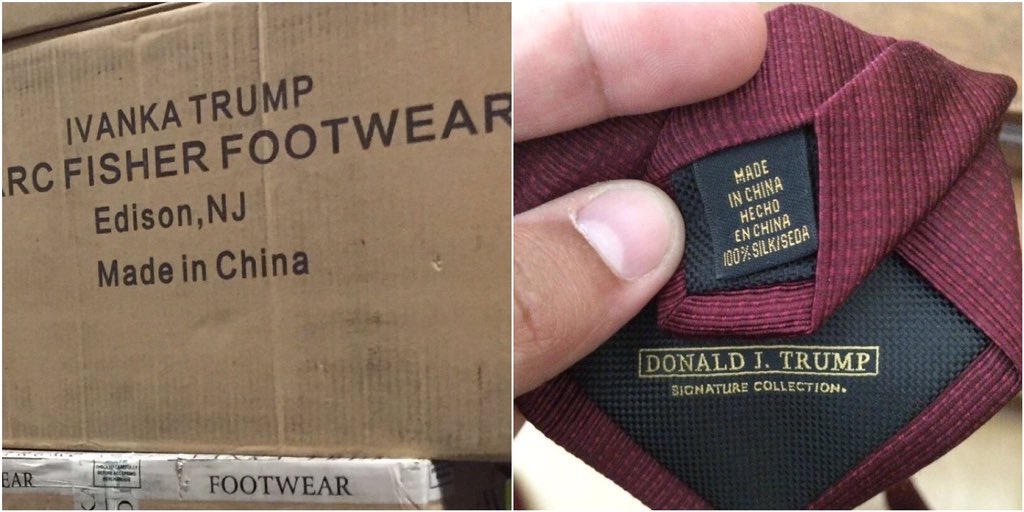 IVANKA TRUMP
ARC FISHER FOOTWEAR
Edison,NJ
Made in China
EAR
FOOTWEAR
MADE
IN CHINA
HECHO
EN CHINA
100% SILK/SEDA
DONALD J. TRUMP
SIGNATURE COLLECTION.